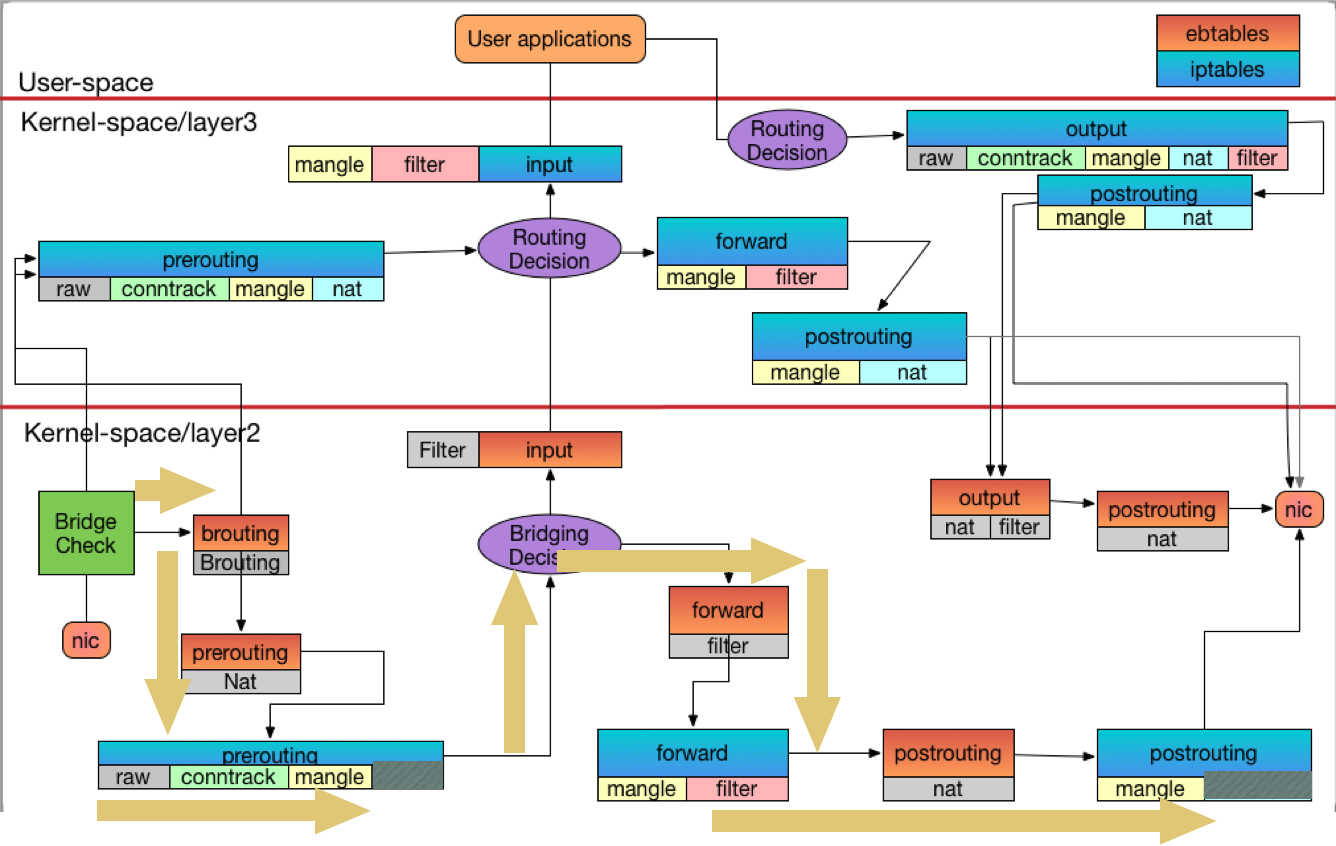 User applications
ebtables
iptables
User-space
Kernel-space/layer3
Routing
Decision
output
raw conntrack mangle nat filter
mangle filter input
postrouting
mangle nat
Routing
Decision
forward
mangle filter
prerouting
raw conntrack mangle nat
postrouting
mangle nat
Kernel-space/layer2
Filter input
Bridge
Check
brouting
Brouting
Bridging
output
nat filter
postrouting
nat
nic
forward
filter
nic
prerouting
Nat
prerouting
raw conntrack mangle
forward
mangle filter
postrouting
nat
postrouting
mangle